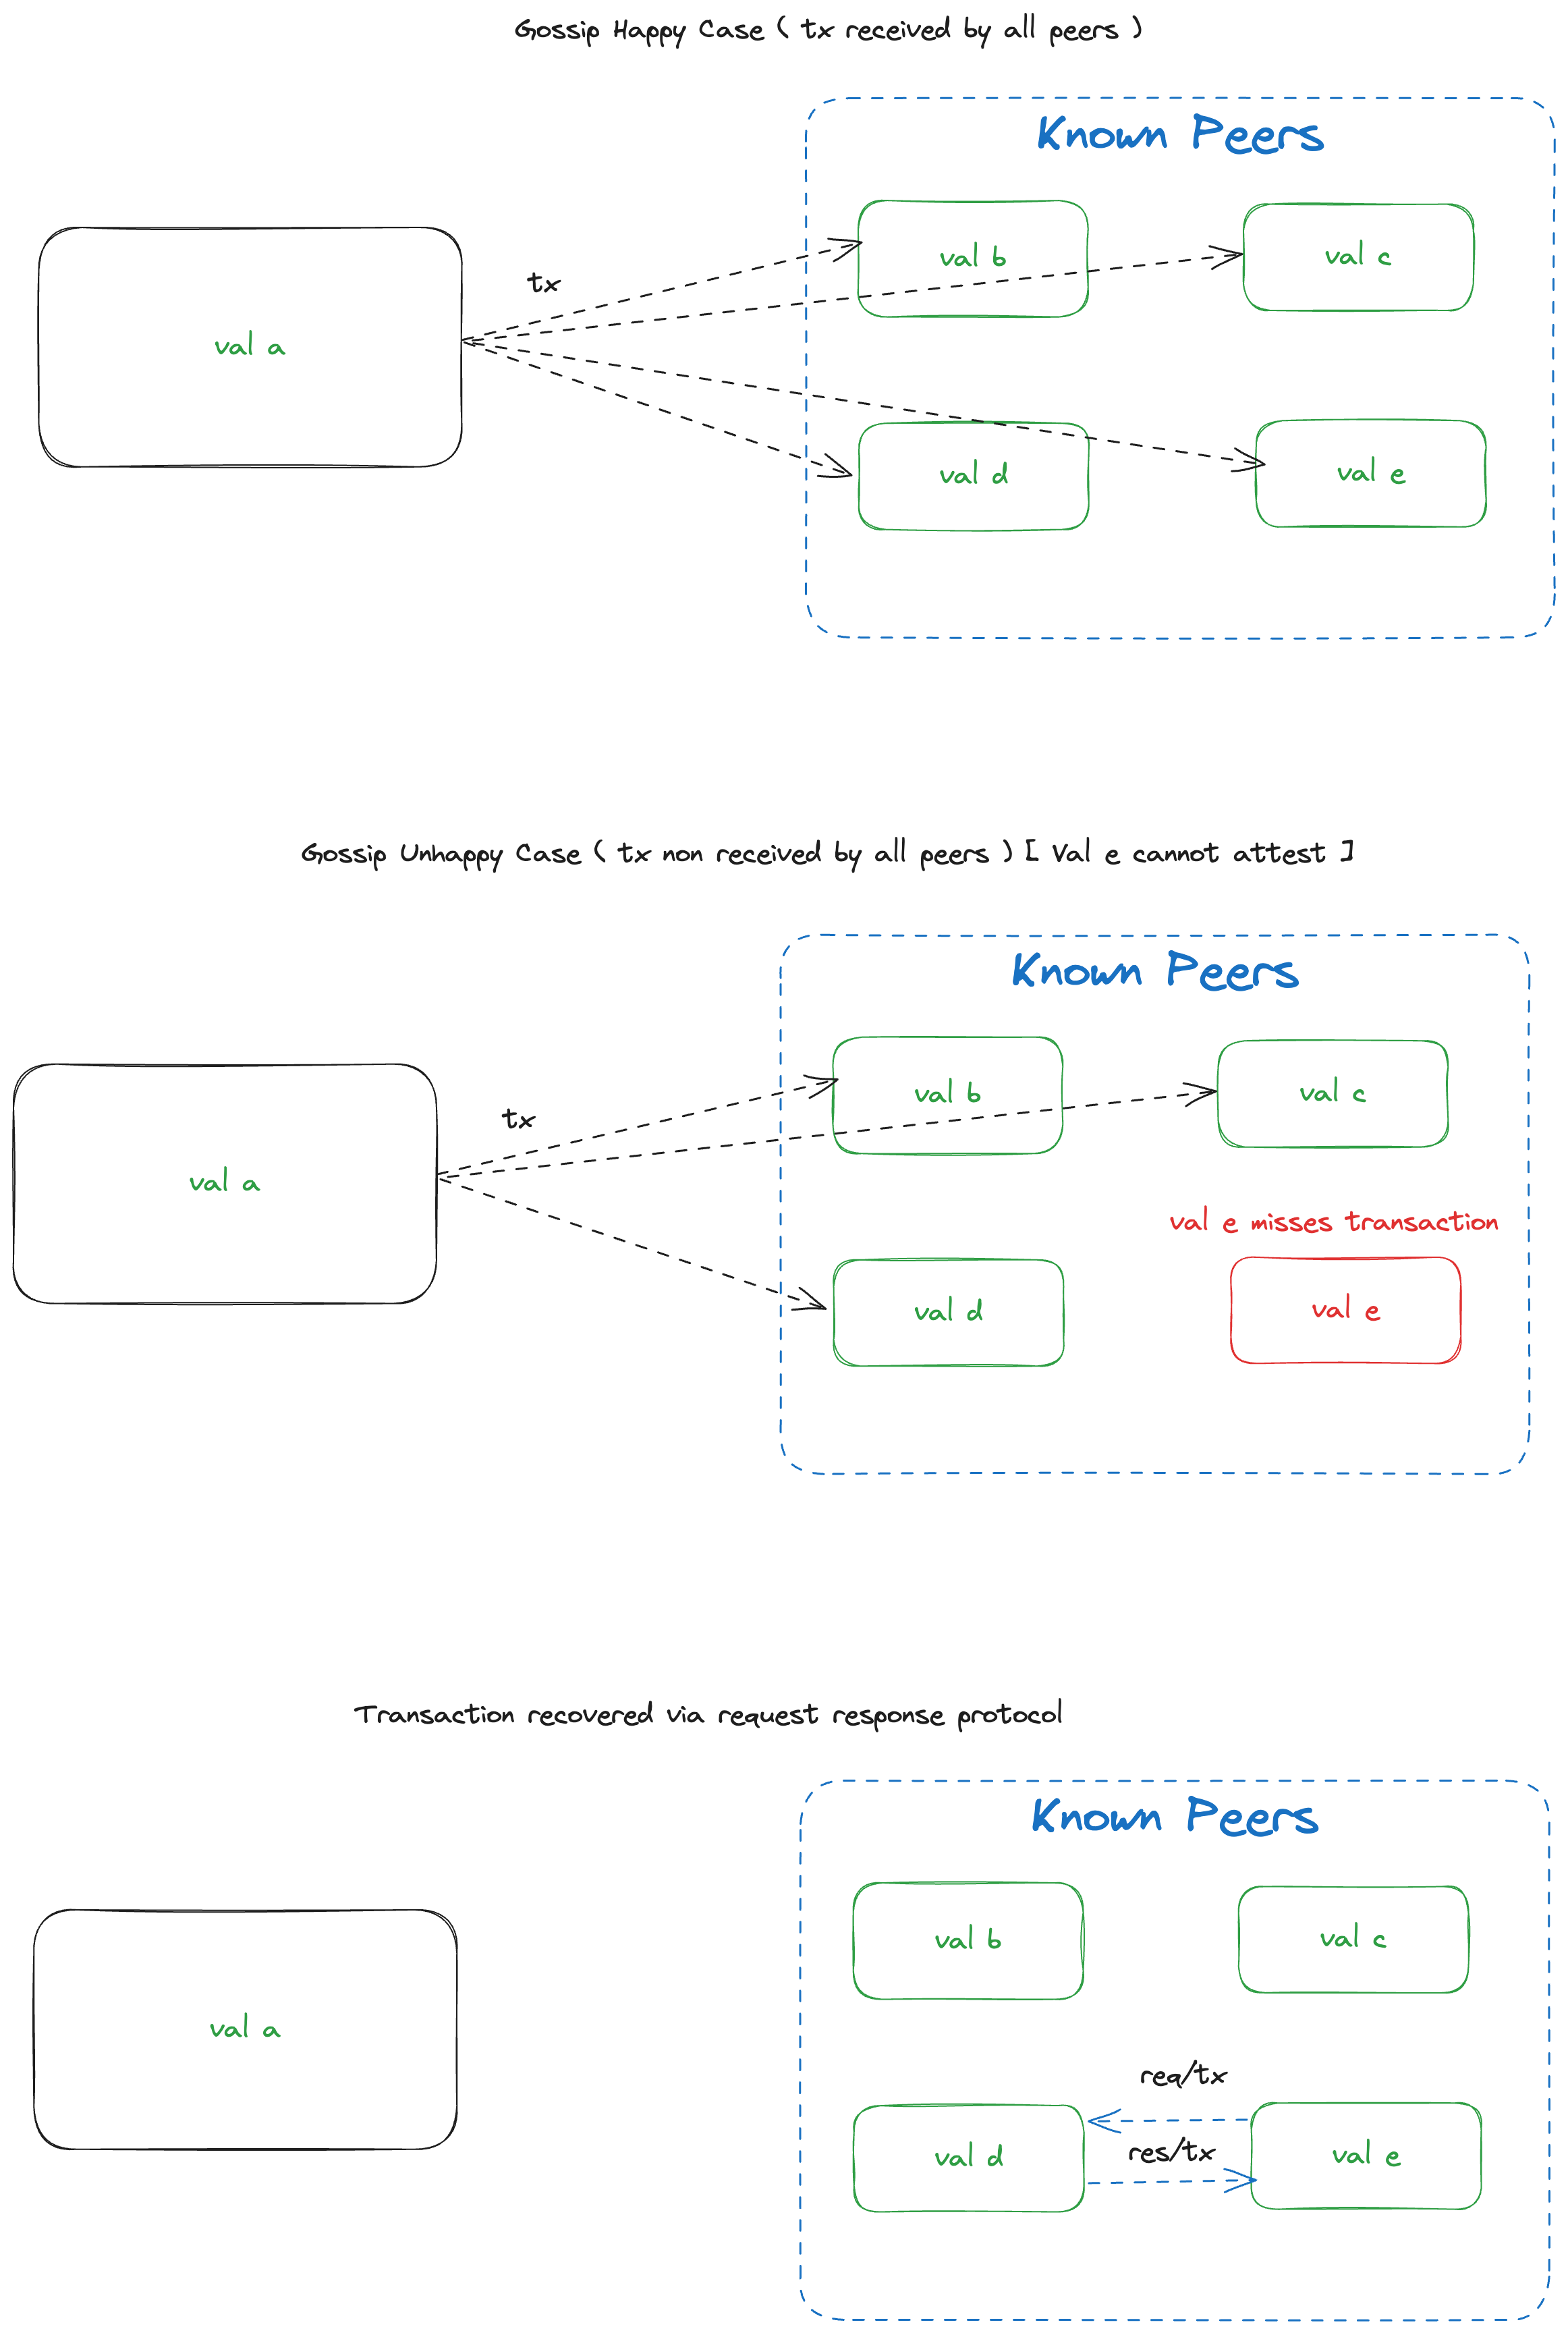 Gossip Happy Case ( tx received by all peers )
Known Peers
val b
val c
tx
val a
val d
val e
Gossip Unhappy Case ( tx non received by all peers ) [ Val e cannot attest ]
Known Peers
val b
val c
tx
val a
val e misses transaction
val d
val e
Transaction recovered via request response protocol
Known Peers
val b
val c
val a
req/tx
res/tx
val d
val e